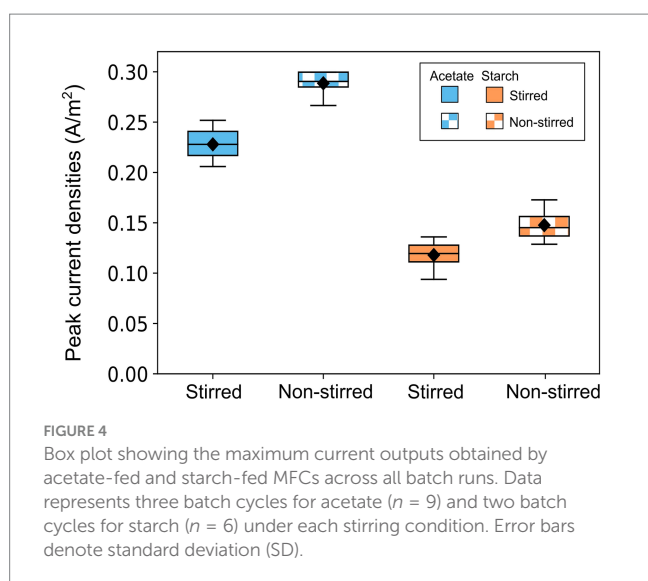 Peak current densities (A/m²)
0.30
0.25
0.20
0.15
0.10
0.05
0.00
Acetate Starch
Stirred
Non-stirred
Stirred Non-stirred Stirred Non-stirred
FIGURE 4
Box plot showing the maximum current outputs obtained by
acetate-fed and starch-fed MFCs across all batch runs. Data
represents three batch cycles for acetate (n = 9) and two batch
cycles for starch (n = 6) under each stirring condition. Error bars
denote standard deviation (SD).